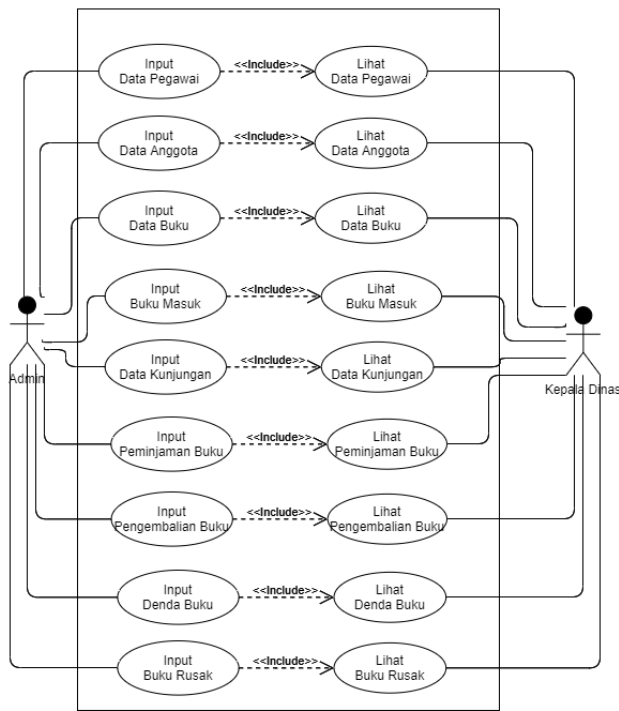 Input
Data Pegawai
<<Include>>
Lihat
Data Pegawai
Input
Data Anggota
<<Include>>
Lihat
Data Anggota
Input
Data Buku
<<Include>>
Lihat
Data Buku
Input
Buku Masuk
<<Include>>
Lihat
Buku Masuk
Input
Data Kunjungan
<<Include>>
Lihat
Data Kunjungan
Admin
Kepala Dinas
Input
Peminjaman Buku
<<Include>>
Lihat
Peminjaman Buku
Input
Pengembalian Buku
<<Include>>
Lihat
Pengembalian Buku
Input
Denda Buku
<<Include>>
Lihat
Denda Buku
Input
Buku Rusak
<<Include>>
Lihat
Buku Rusak